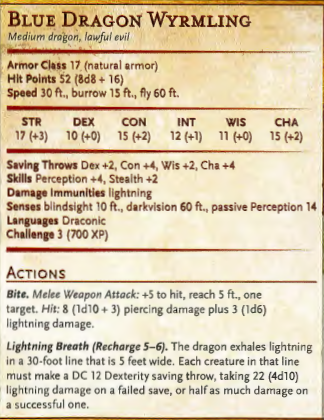 BLUE DRAGON WYRMLING
Medium dragon, lawful evil
Armor Class 17 (natural armor)
Hit Points 52 (8d8 + 16)
Speed 30 ft., burrow 15 ft., fly 60 ft.
STR DEX CON INT WIS CHA
17 (+3) 10 (+0) 15 (+2) 12 (+1) 11 (+0) 15 (+2)
Saving Throws Dex +2, Con +4, Wis +2, Cha +4
Skills Perception +4, Stealth +2
Damage Immunities lightning
Senses blindsight 10 ft., darkvision 60 ft., passive Perception 14
Languages Draconic
Challenge 3 (700 XP)
ACTIONS
Bite. Melee Weapon Attack: +5 to hit, reach 5 ft., one
target. Hit: 8 (1d10 + 3) piercing damage plus 3 (1d6)
lightning damage.
Lightning Breath (Recharge 5–6). The dragon exhales lightning
in a 30-foot line that is 5 feet wide. Each creature in that line
must make a DC 12 Dexterity saving throw, taking 22 (4d10)
lightning damage on a failed save, or half as much damage on
a successful one.